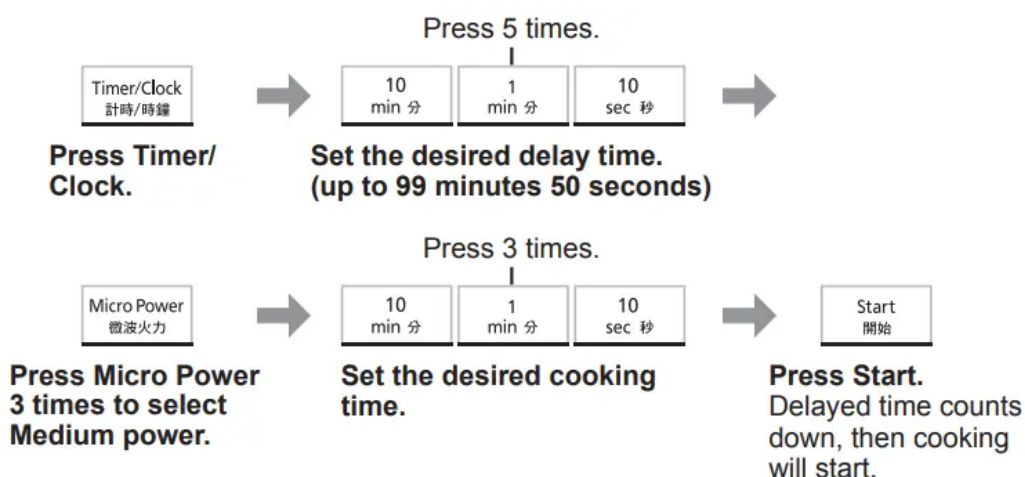 Press 5 times.
Timer/Clock
計時/時鐘
10
min 分
1
min 分
10
sec 秒
Press Timer/
Clock.
Set the desired delay time.
(up to 99 minutes 50 seconds)
Press 3 times.
Micro Power
微波火力
10
min 分
1
min 分
10
sec 秒
Start
開始
Press Micro Power
3 times to select
Medium power.
Set the desired cooking
time.
Press Start.
Delayed time counts
down, then cooking
will start.